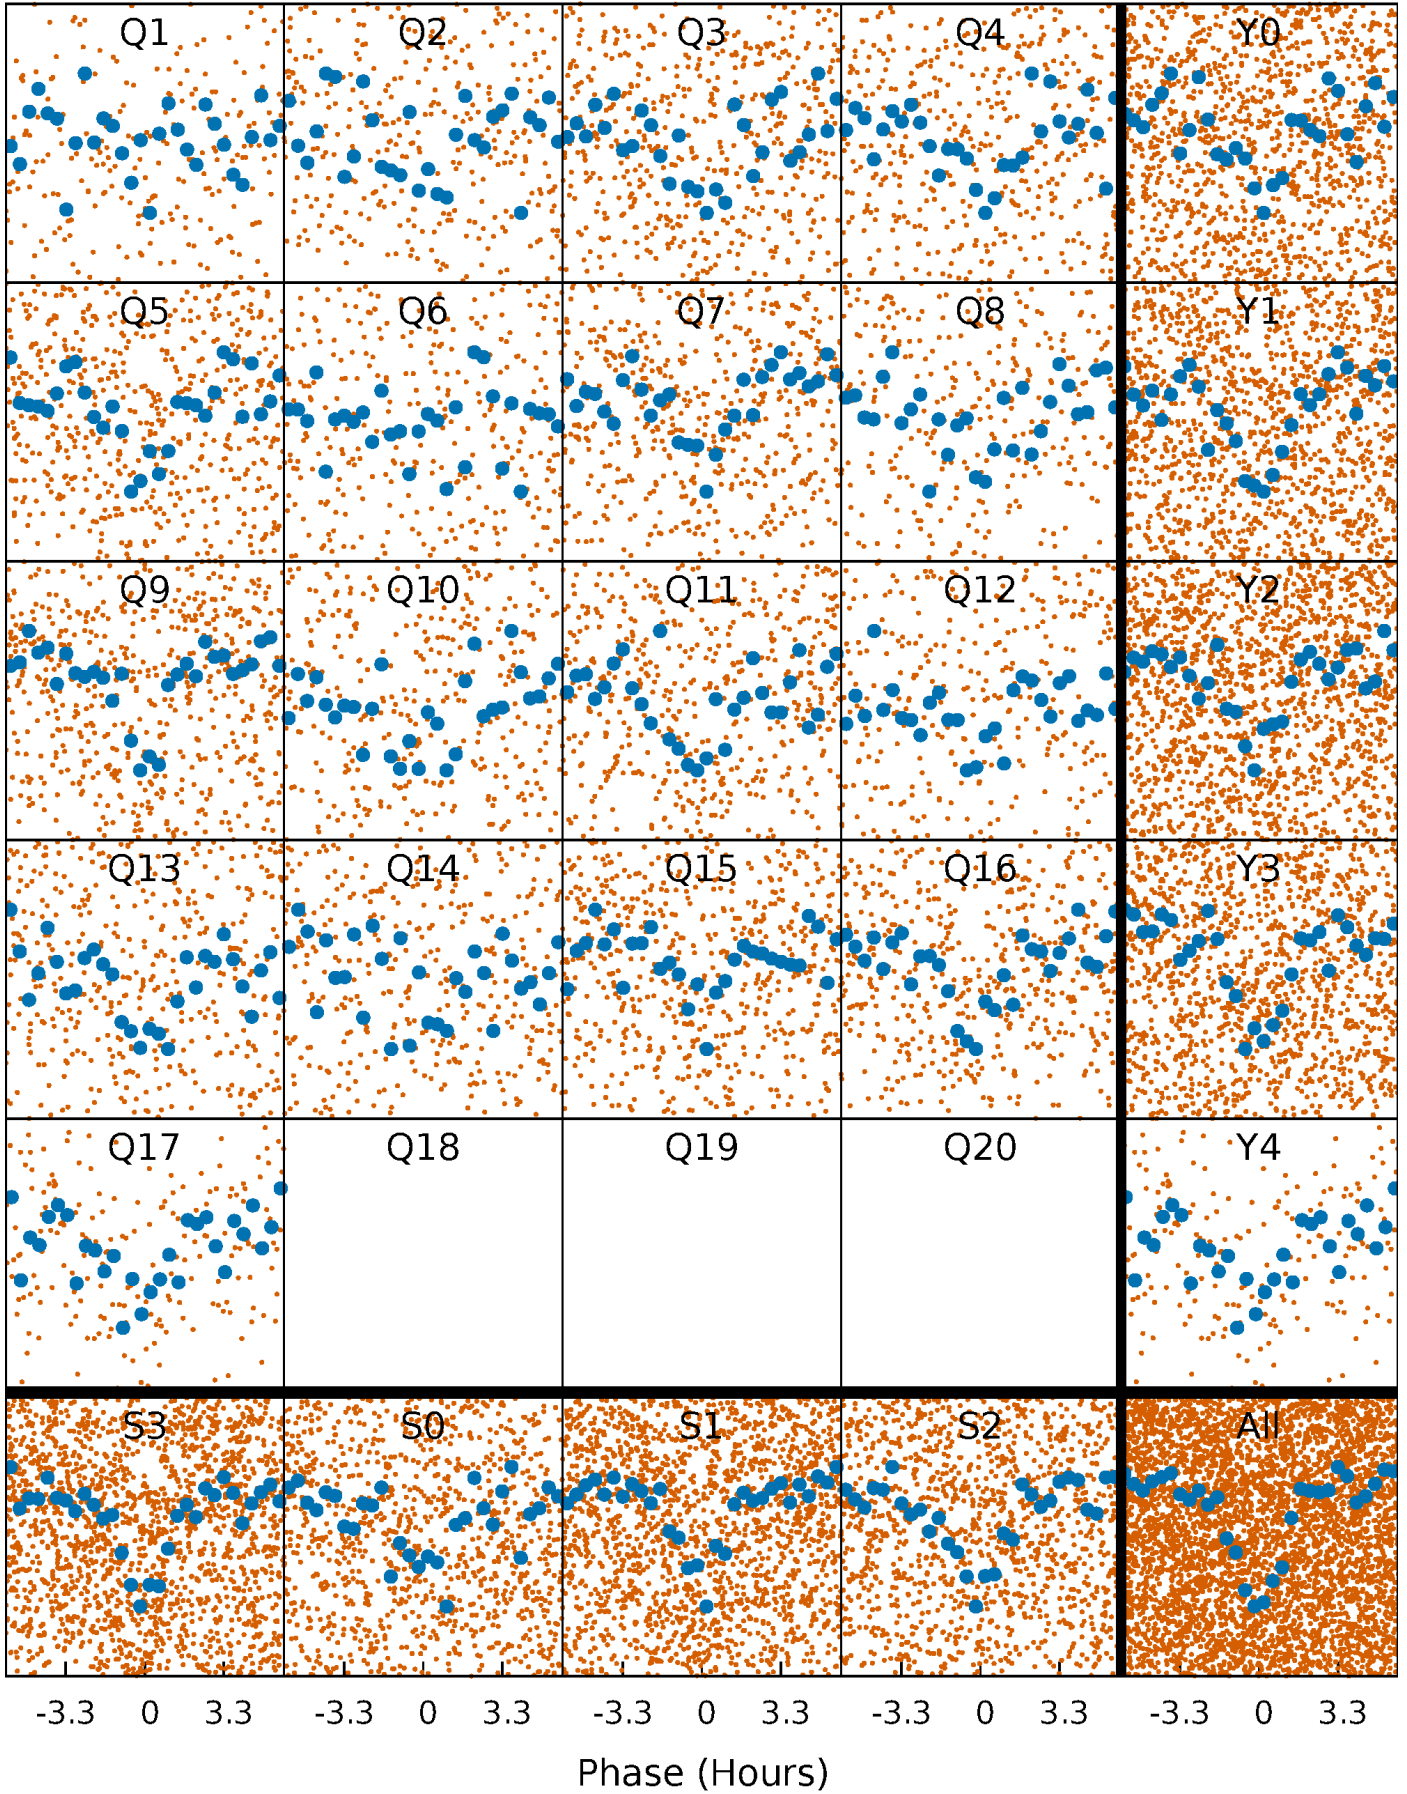 Q1 Q2 Q3 Q4 Y0
Q5 Q6 Q7 Q8 Y1
Q9 Q10 Q11 Q12 Y2
Q13 Q14 Q15 Q16 Y3
Q17 Q18 Q19 Q20 Y4
S3 S0 S1 S2 All
-3.3 0 3.3 -3.3 0 3.3 -3.3 0 3.3 -3.3 0 3.3 -3.3 0 3.3
Phase (Hours)